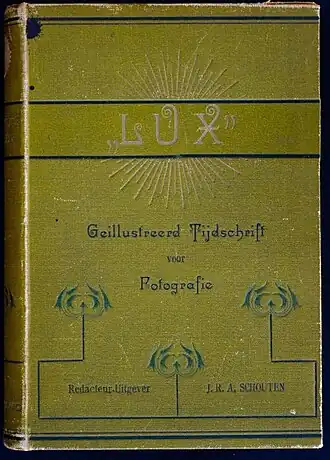 „LUX”
Geïllustreerd Tijdschrift
voor
Fotografie
Redacteur-Uitgever J. R. A. SCHOUTEN